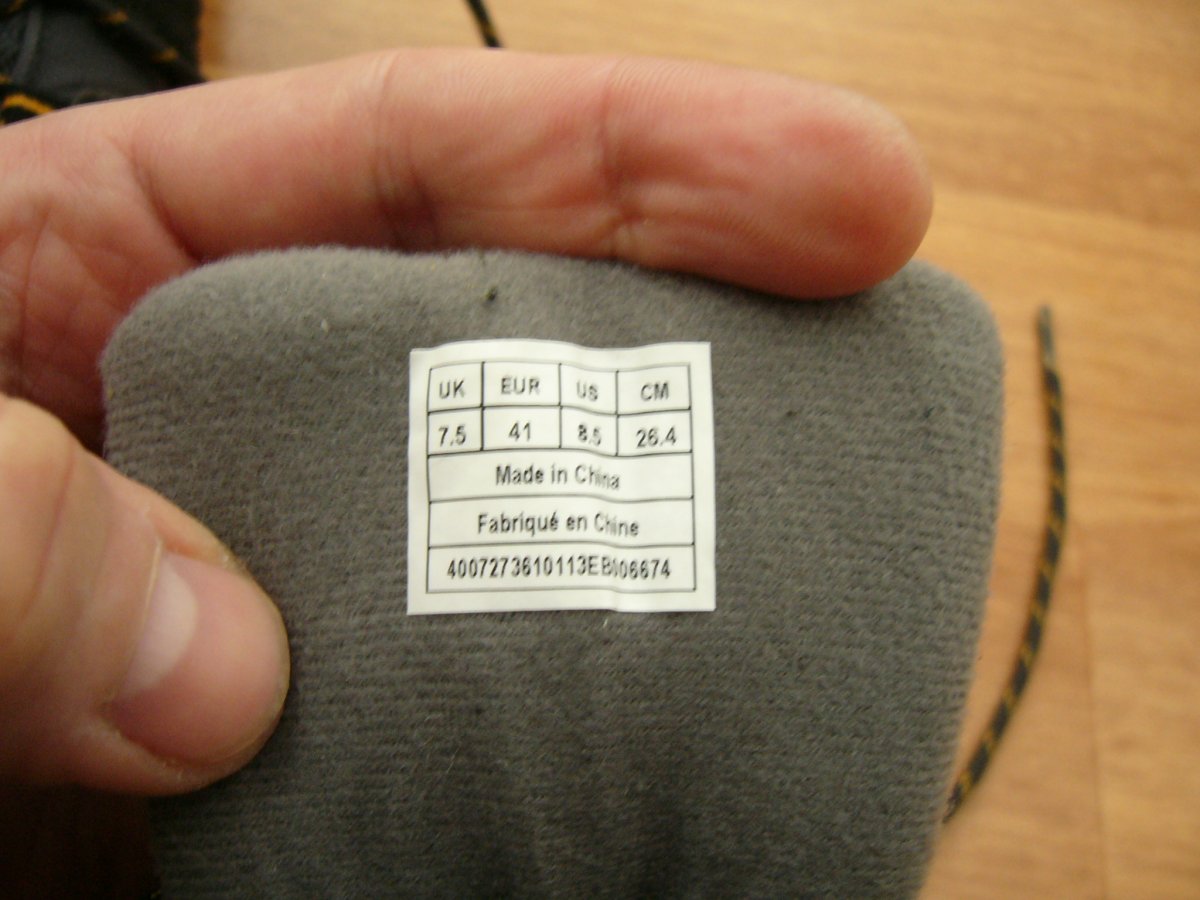 UK EUR US CM
7.5 41 8.5 26.4
Made in China
Fabriqué en Chine
4007273610113EB006674